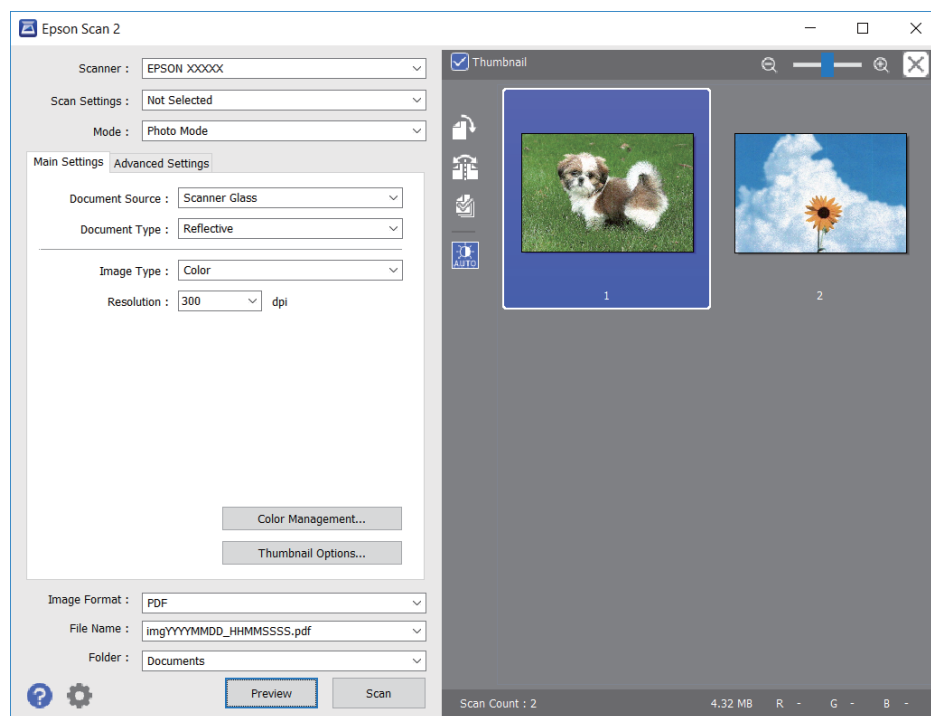 Epson Scan 2
Scanner : EPSON XXXXX
Scan Settings : Not Selected
Mode : Photo Mode
Main Settings Advanced Settings
Document Source : Scanner Glass
Document Type : Reflective
Image Type : Color
Resolution : 300 dpi
Color Management...
Thumbnail Options...
Image Format : PDF
File Name : imgYYYYMMDD_HHMMSSSS.pdf
Folder : Documents
? Preview Scan
Thumbnail
AUTO
1 2
Scan Count : 2 4.32 MB R - G - B -